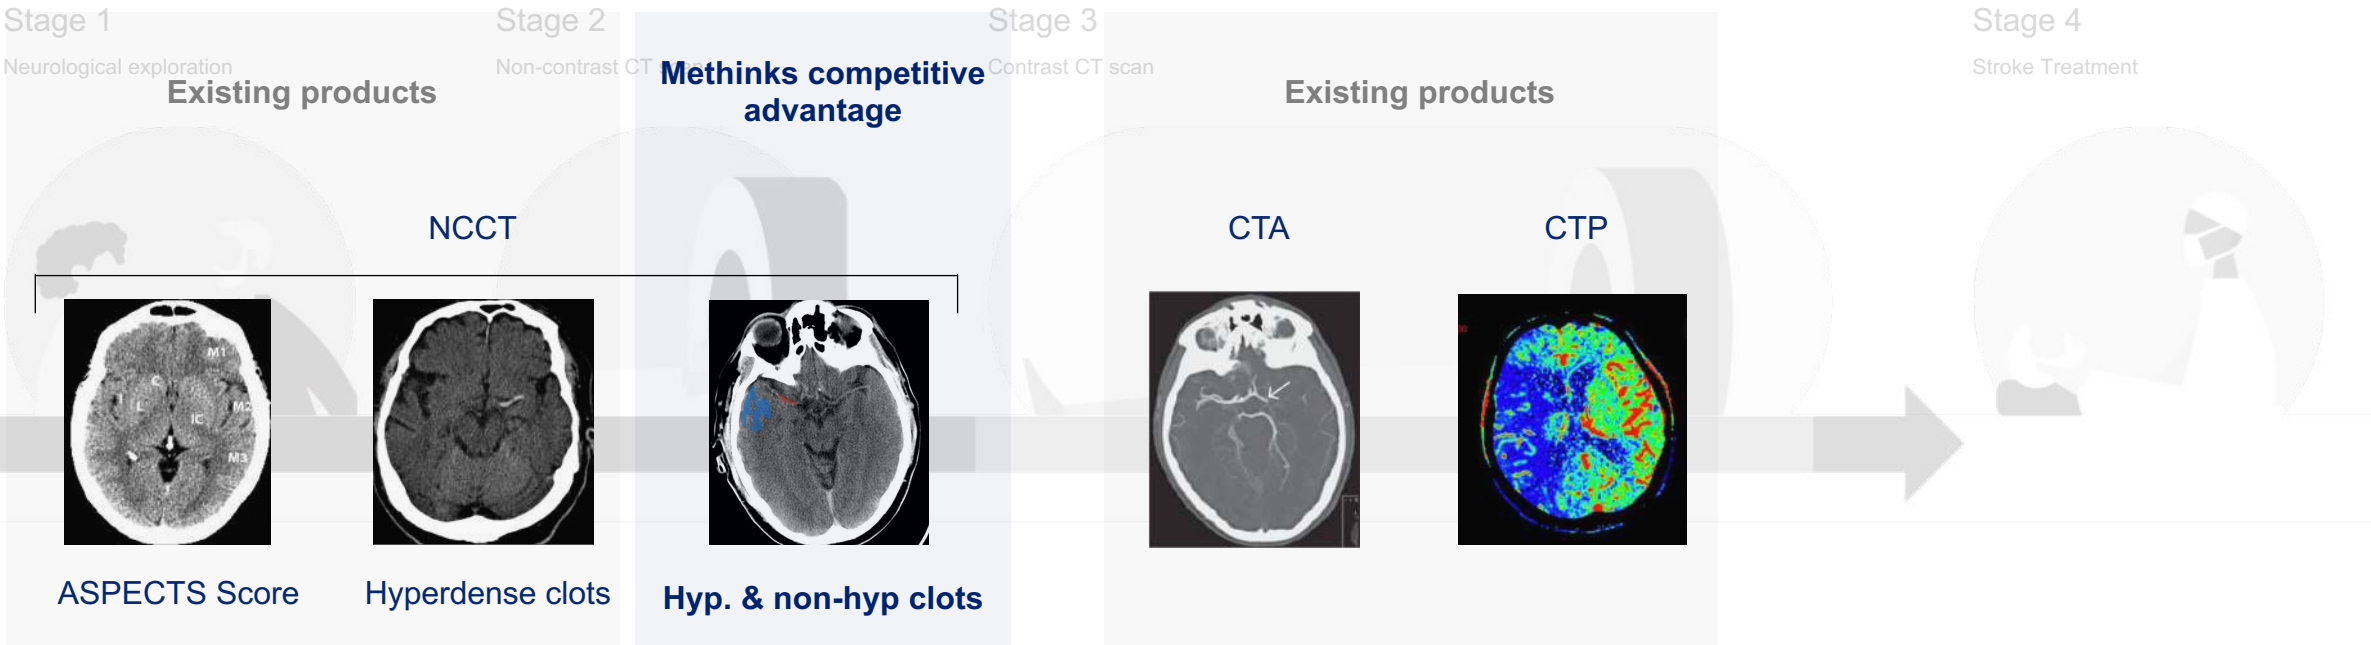 Stage 1
Stage 2
Stage 3
Stage 4
Neurological exploration
Non-contrast CT scan
Contrast CT scan
Stroke Treatment
Existing products
Methinks competitive
advantage
Existing products
NCCT
CTA
CTP
M1
C
I
L
M2
IC
M3
ASPECTS Score
Hyperdense clots
Hyp. & non-hyp clots